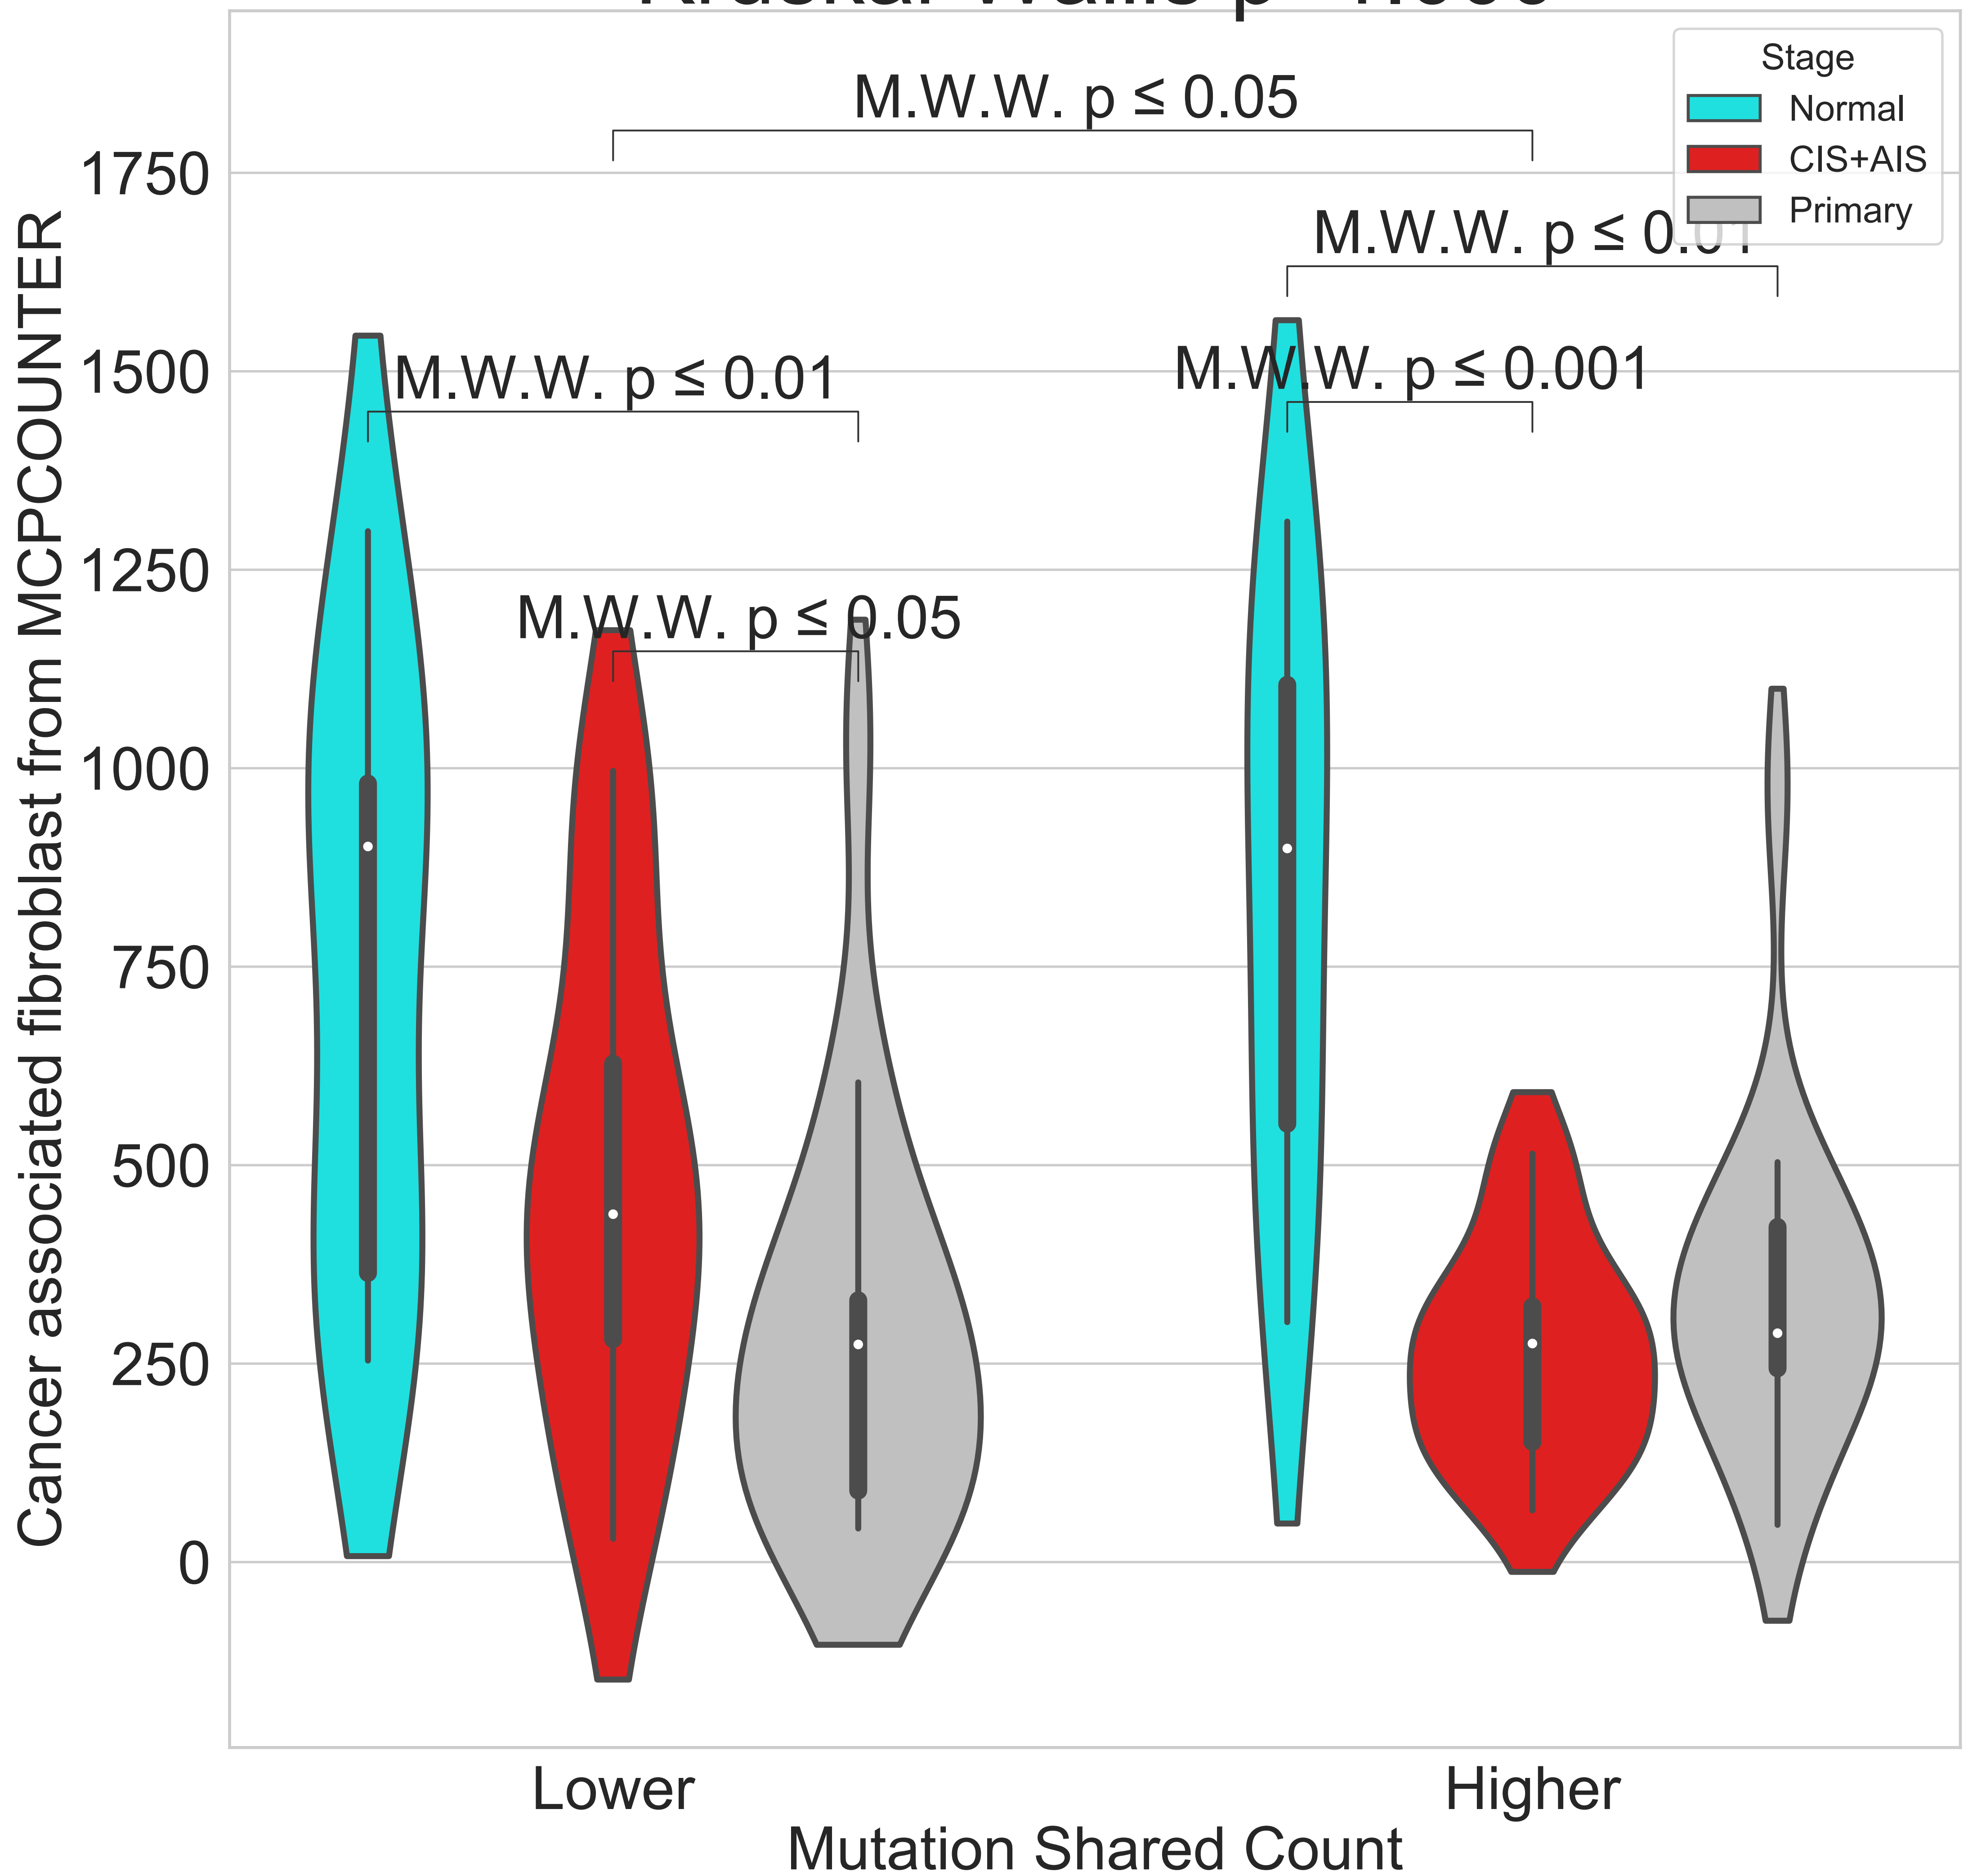 Stage
Normal
CIS+AIS
Primary
M.W.W. p ≤ 0.05
M.W.W. p ≤ 0.01
M.W.W. p ≤ 0.001
M.W.W. p ≤ 0.01
M.W.W. p ≤ 0.05
1750
1500
1250
1000
750
500
250
0
Cancer associated fibroblast from MCPCOUNTER
Lower
Higher
Mutation Shared Count